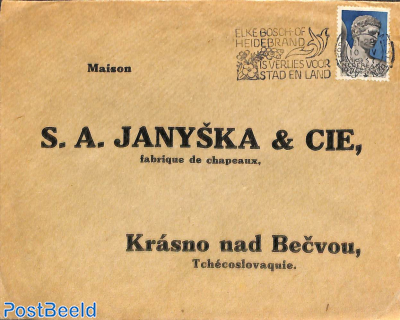 ELKE BOSCH- OF
HEIDEBRAND
IS VERLIES VOOR
STAD EN LAND
Maison
S. A. JANYŠKA & CIE,
fabrique de chapeaux,
Krásno nad Bečvou,
Tchécoslovaquie.
PostBeeld